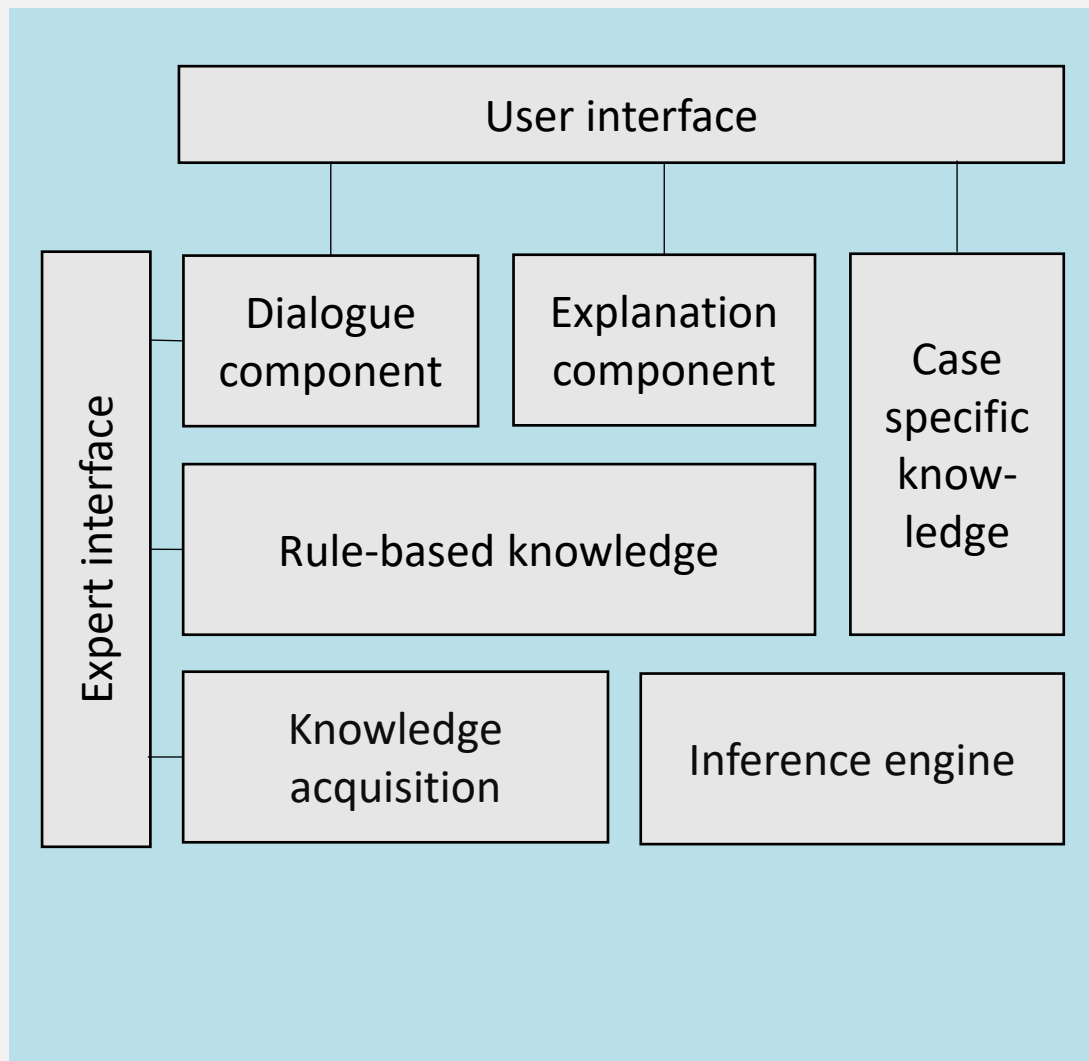 User interface
Expert interface
Dialogue
component
Explanation
component
Case
specific
know-
ledge
Rule-based knowledge
Knowledge
acquisition
Inference engine